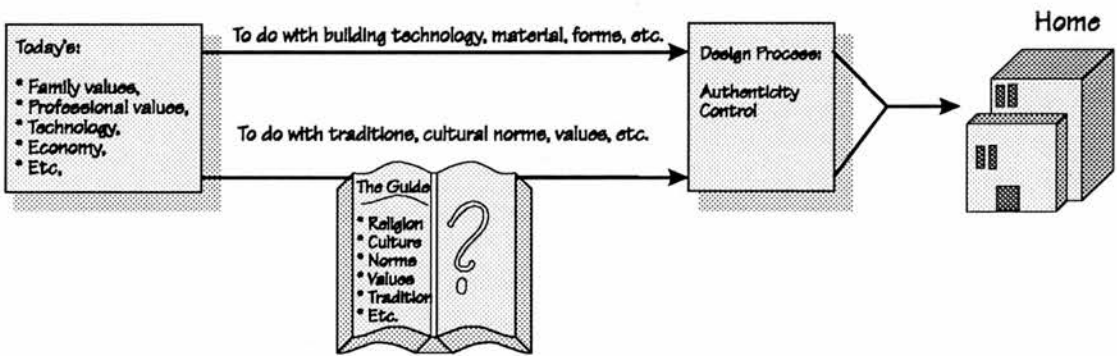 Home
To do with building technology, material, forms, etc.
Today's:
* Family values,
* Professional values,
* Technology,
* Economy,
* Etc,
Design Process:
Authenticity
Control
To do with traditions, cultural norms, values, etc.
The Guide
* Religion
* Culture
* Norms
* Values
* Tradition
* Etc.
?